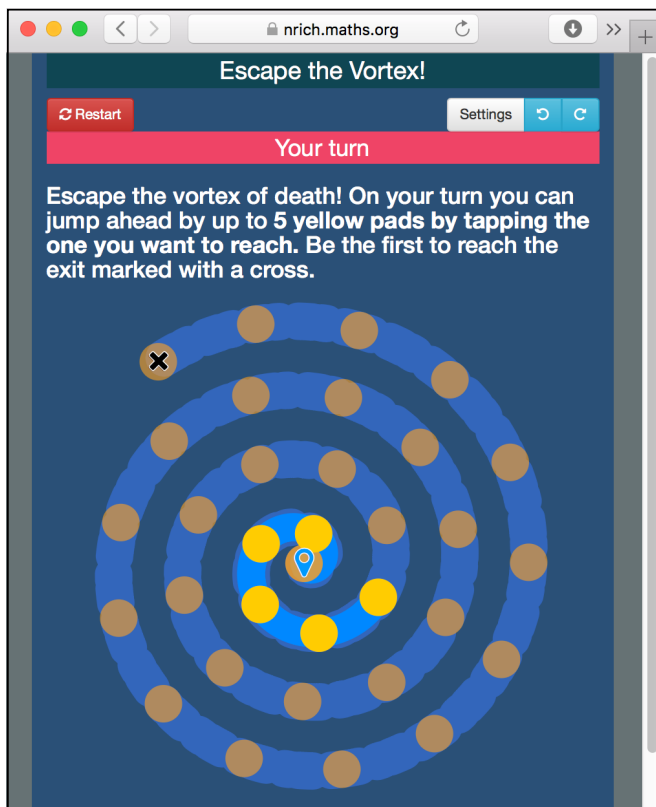 nrich.maths.org
Escape the Vortex!
Restart
Settings
Your turn
Escape the vortex of death! On your turn you can
jump ahead by up to 5 yellow pads by tapping the
one you want to reach. Be the first to reach the
exit marked with a cross.